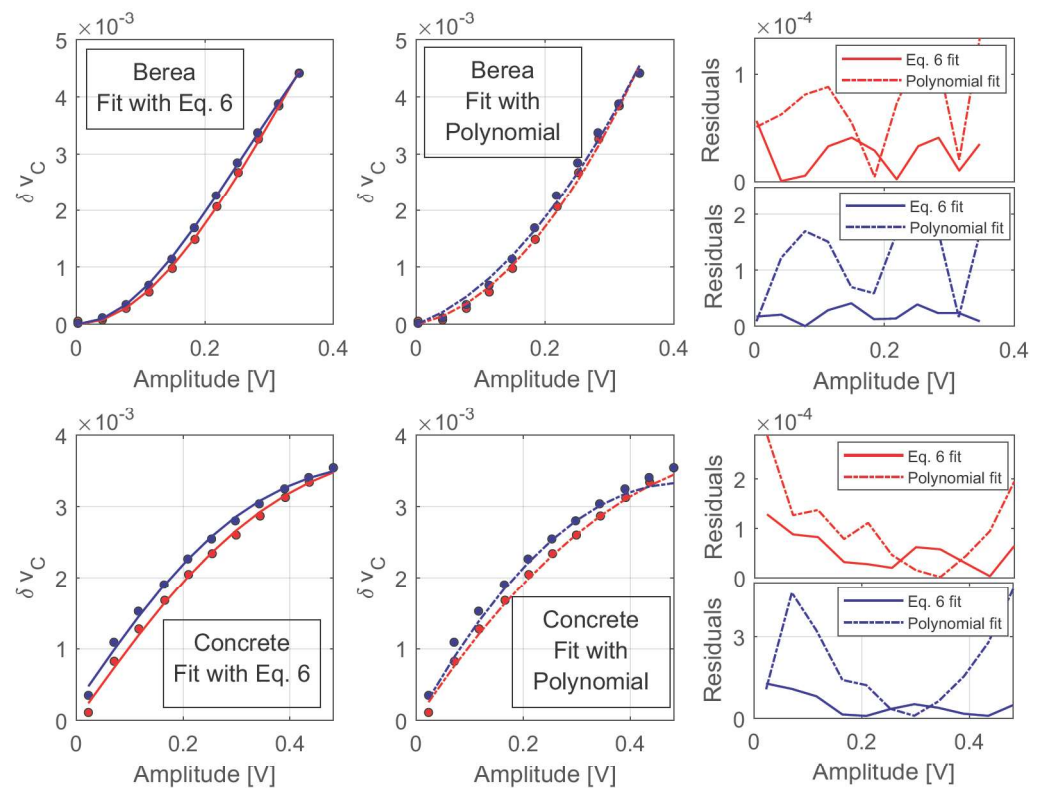 ×10⁻³
5
4
3
2
1
0
Berea
Fit with Eq. 6
δ v_C
0 0.2 0.4
Amplitude [V]
×10⁻³
5
4
3
2
1
0
Berea
Fit with
Polynomial
δ v_C
0 0.2 0.4
Amplitude [V]
×10⁻⁴
1
0
Residuals
Eq. 6 fit
Polynomial fit
2
1
0
Residuals
Eq. 6 fit
Polynomial fit
0 0.2 0.4
Amplitude [V]
×10⁻³
4
3
2
1
0
Concrete
Fit with Eq. 6
δ v_C
0 0.2 0.4
Amplitude [V]
×10⁻³
4
3
2
1
0
Concrete
Fit with
Polynomial
δ v_C
0 0.2 0.4
Amplitude [V]
×10⁻⁴
2
0
Residuals
Eq. 6 fit
Polynomial fit
3
0
Residuals
Eq. 6 fit
Polynomial fit
0 0.2 0.4
Amplitude [V]